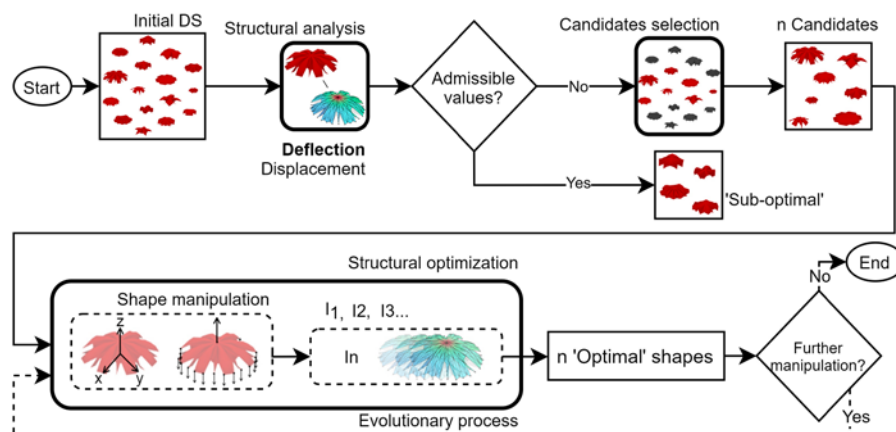 Initial DS
Structural analysis
Candidates selection
n Candidates
Start
Admissible
values?
No
Deflection
Displacement
Yes
'Sub-optimal'
Structural optimization
End
Shape manipulation
I1, I2, I3...
No
z
x
y
In
n 'Optimal' shapes
Further
manipulation?
Evolutionary process
Yes